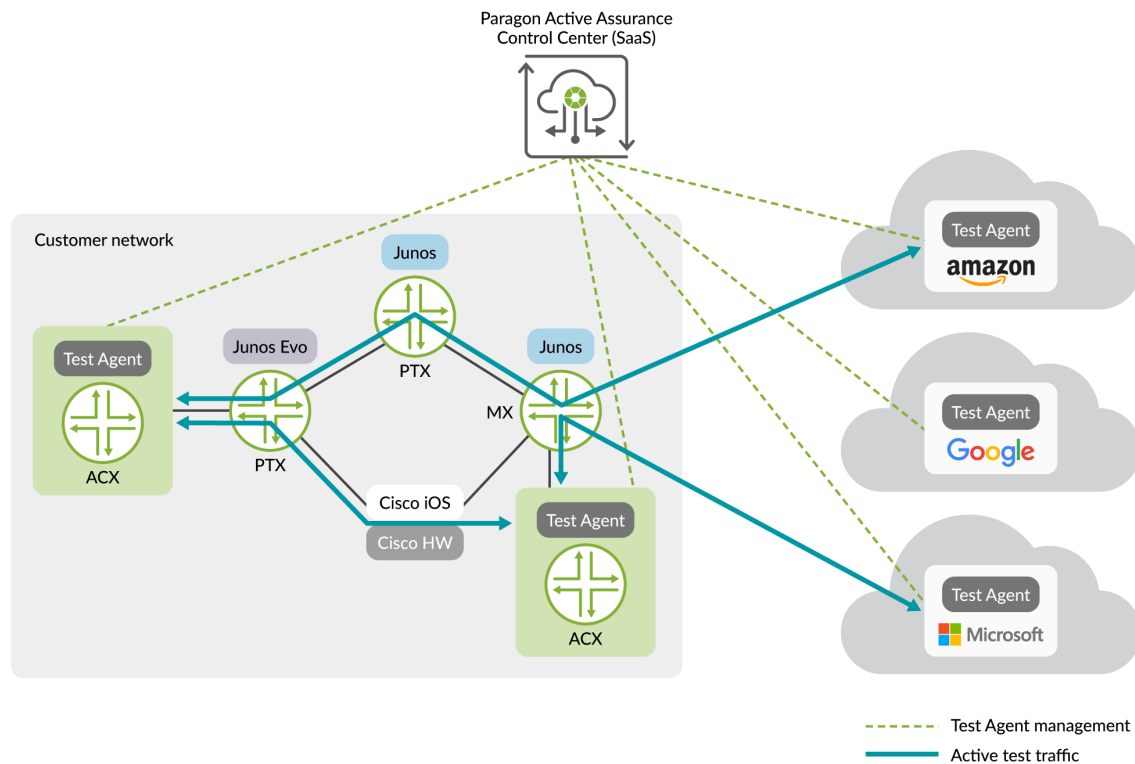 Paragon Active Assurance
Control Center (SaaS)
Customer network
Junos
Test Agent
amazon
Test Agent
Junos Evo
PTX
Junos
MX
ACX
PTX
Test Agent
Google
Cisco iOS
Cisco HW
Test Agent
ACX
Test Agent
Microsoft
Test Agent management
Active test traffic